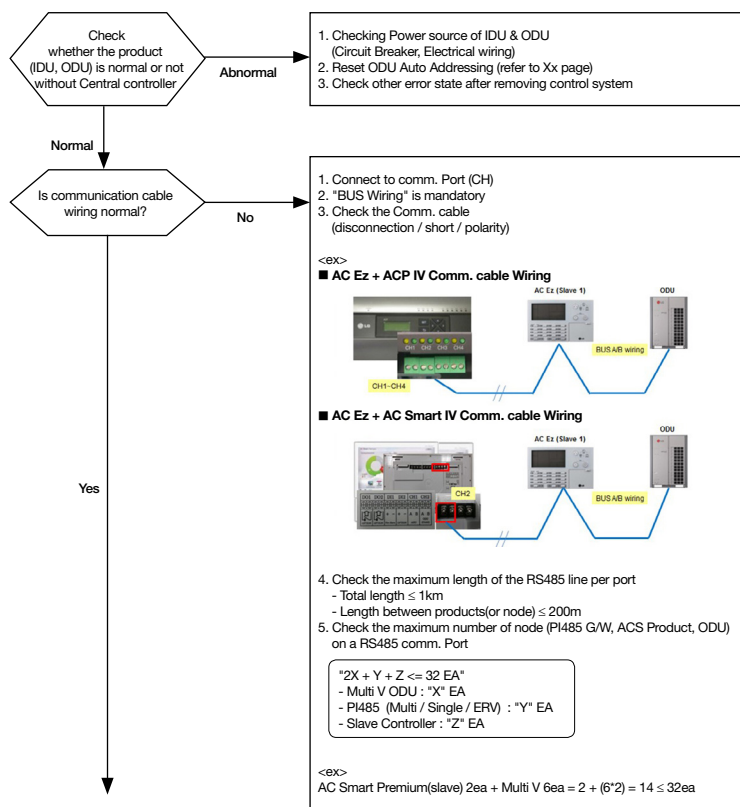 Check
whether the product
(IDU, ODU) is normal or not
without Central controller
Abnormal
1. Checking Power source of IDU & ODU
(Circuit Breaker, Electrical wiring)
2. Reset ODU Auto Addressing (refer to Xx page)
3. Check other error state after removing control system
Normal
Is communication cable
wiring normal?
No
1. Connect to comm. Port (CH)
2. "BUS Wiring" is mandatory
3. Check the Comm. cable
(disconnection / short / polarity)
<ex>
■ AC Ez + ACP IV Comm. cable Wiring
AC Ez (Slave 1)
ODU
LG
CH1 CH2 CH3 CH4
BUS A/B wiring
CH1~CH4
■ AC Ez + AC Smart IV Comm. cable Wiring
AC Ez (Slave 1)
ODU
CH2
BUS A/B wiring
Yes
4. Check the maximum length of the RS485 line per port
- Total length ≤ 1km
- Length between products(or node) ≤ 200m
5. Check the maximum number of node (PI485 G/W, ACS Product, ODU)
on a RS485 comm. Port
"2X + Y + Z <= 32 EA"
- Multi V ODU : "X" EA
- PI485 (Multi / Single / ERV) : "Y" EA
- Slave Controller : "Z" EA
<ex>
AC Smart Premium(slave) 2ea + Multi V 6ea = 2 + (6*2) = 14 ≤ 32ea